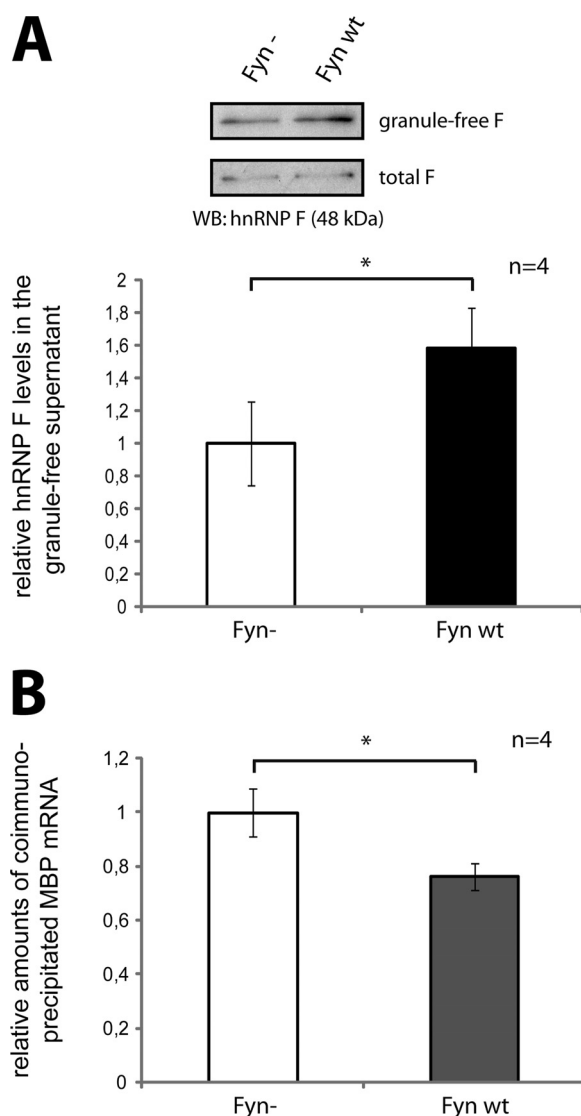 A
Fyn -
Fyn wt
granule-free F
total F
WB: hnRNP F (48 kDa)
n=4
*
relative hnRNP F levels in the
granule-free supernatant
2
1,8
1,6
1,4
1,2
1
0,8
0,6
0,4
0,2
0
Fyn-
Fyn wt
B
n=4
*
relative amounts of coimmuno-
precipitated MBP mRNA
1,2
1
0,8
0,6
0,4
0,2
0
Fyn-
Fyn wt